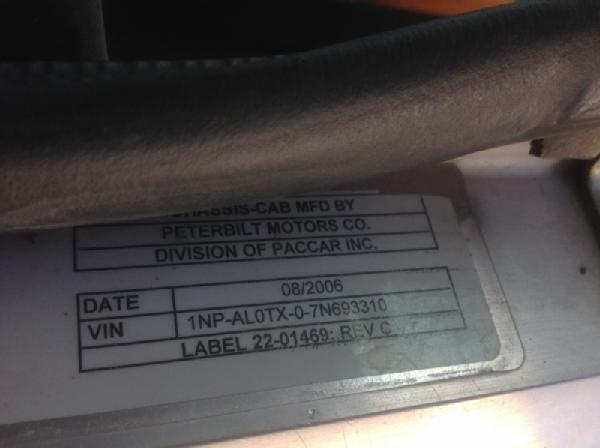 CHASSIS-CAB MFD BY
PETERBILT MOTORS CO.
DIVISION OF PACCAR INC.
DATE 08/2006
VIN 1NP-AL0TX-0-7N693310
LABEL 22-01469: REV C